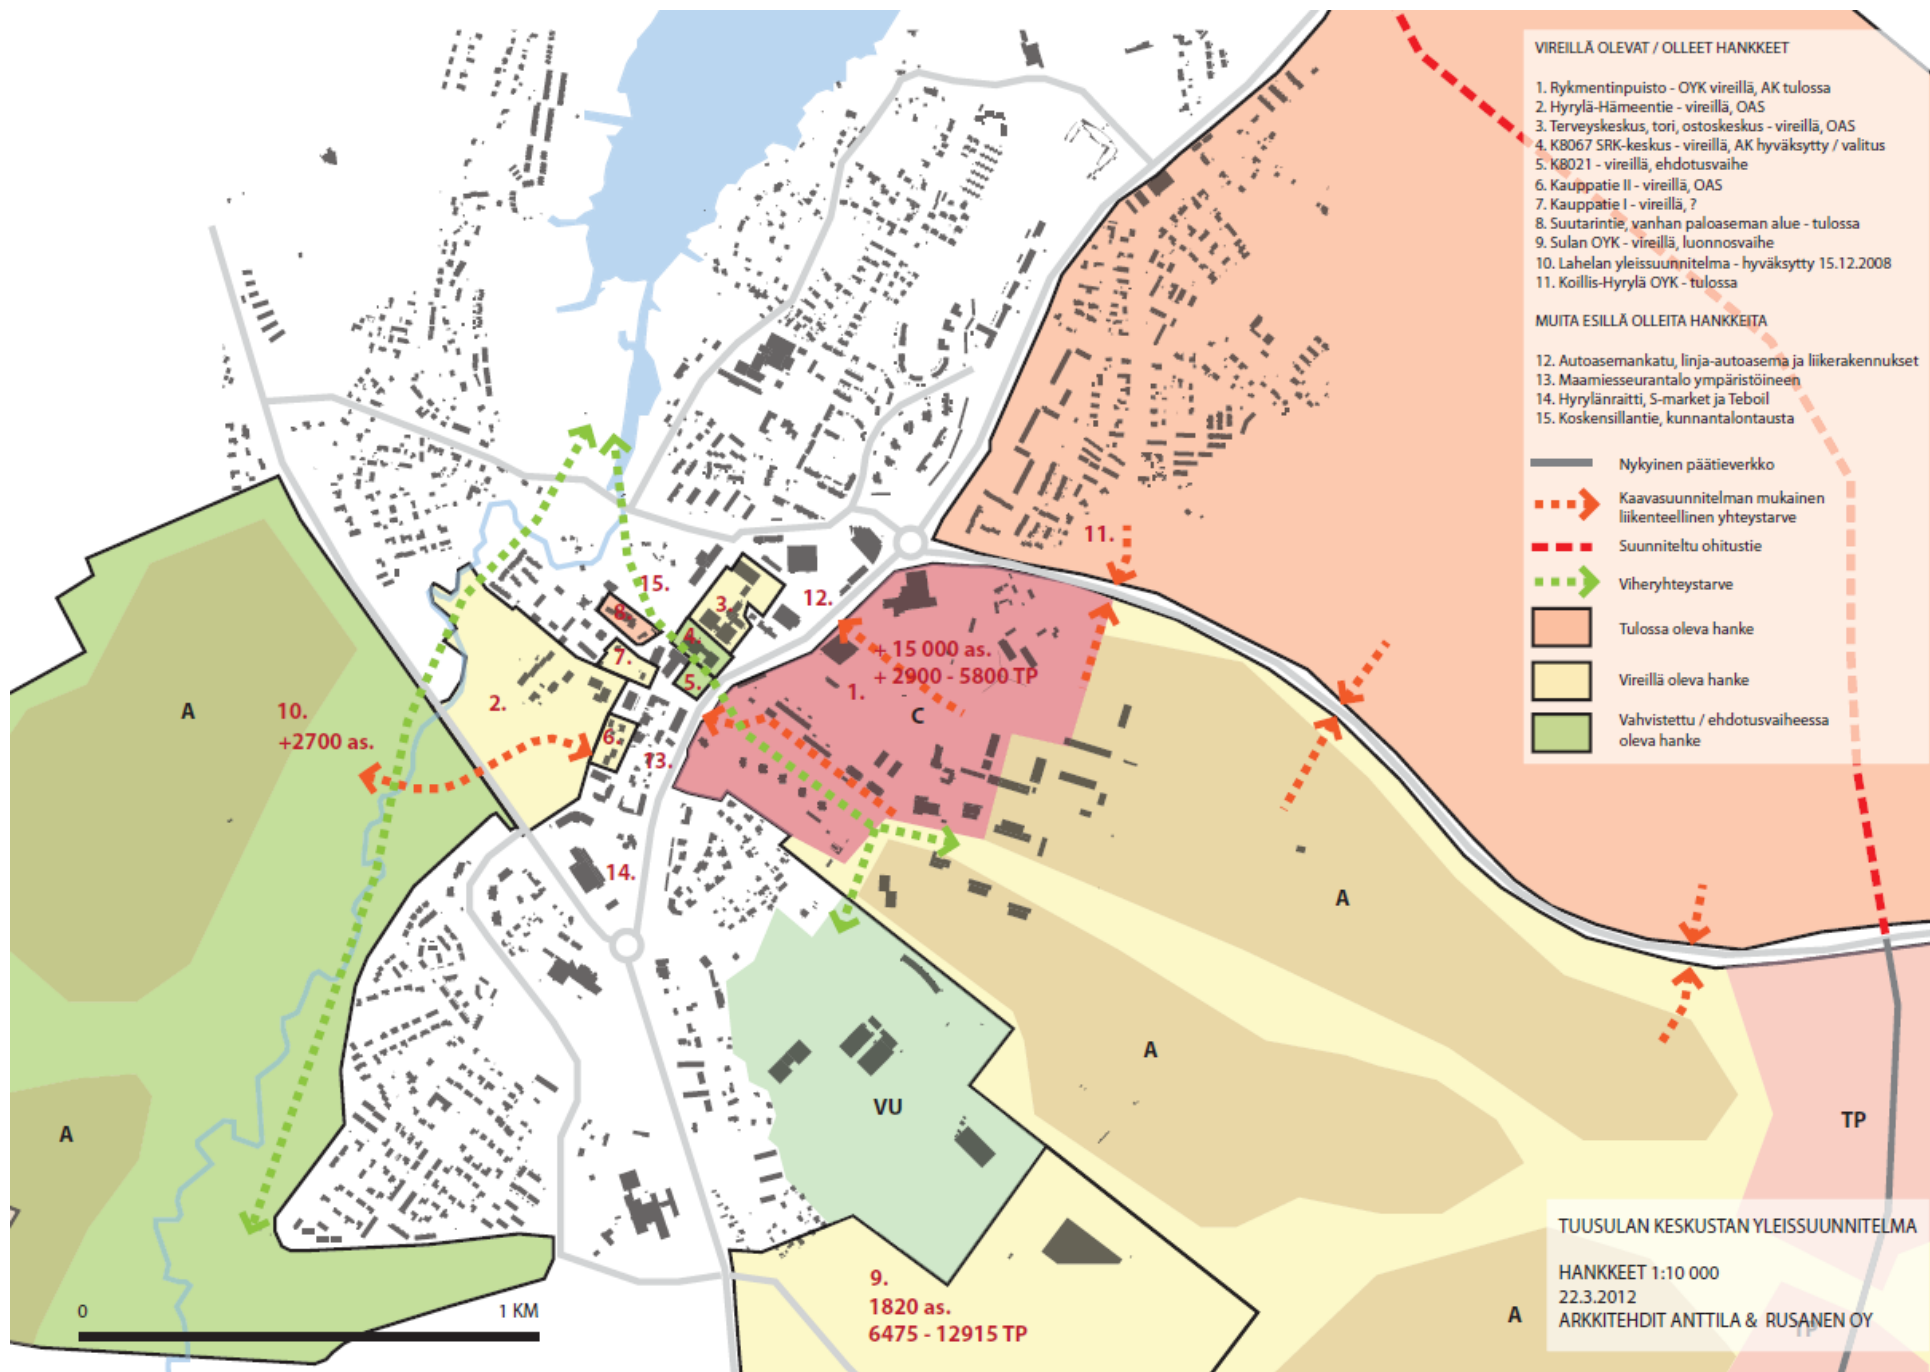 VIREILLÄ OLEVAT / OLLEET HANKKEET
1. Rykmentinpuisto - OYK vireillä, AK tulossa
2. Hyrylä-Hämeentie - vireillä, OAS
3. Terveyskeskus, tori, ostoskeskus - vireillä, OAS
4. K8067 SRK-keskus - vireillä, AK hyväksytty / valitus
5. K8021 - vireillä, ehdotusvaihe
6. Kauppatie II - vireillä, OAS
7. Kauppatie I - vireillä, ?
8. Suutarintie, vanhan paloaseman alue - tulossa
9. Sulan OYK - vireillä, luonnosvaihe
10. Lahelan yleissuunnitelma - hyväksytty 15.12.2008
11. Koillis-Hyrylä OYK - tulossa
MUITA ESILLÄ OLLEITA HANKKEITA
12. Autoasemankatu, linja-autoasema ja liikerakennukset
13. Maamiesseurantalo ympäristöineen
14. Hyrylänraitti, S-market ja Teboil
15. Koskensillantie, kunnantalontausta
Nykyinen päätieverkko
Kaavasuunnitelman mukainen
liikenteellinen yhteystarve
Suunniteltu ohitustie
Viheryhteystarve
Tulossa oleva hanke
Vireillä oleva hanke
Vahvistettu / ehdotusvaiheessa
oleva hanke
11.
15.
12.
3.
8.
4.
7.
5.
+ 15 000 as.
+ 2900 - 5800 TP
1.
C
2.
6.
13.
A
10.
+2700 as.
14.
A
A
VU
A
TP
9.
1820 as.
6475 - 12915 TP
A
TP
0
1 KM
TUUSULAN KESKUSTAN YLEISSUUNNITELMA
HANKKEET 1:10 000
22.3.2012
ARKKITEHDIT ANTTILA & RUSANEN OY